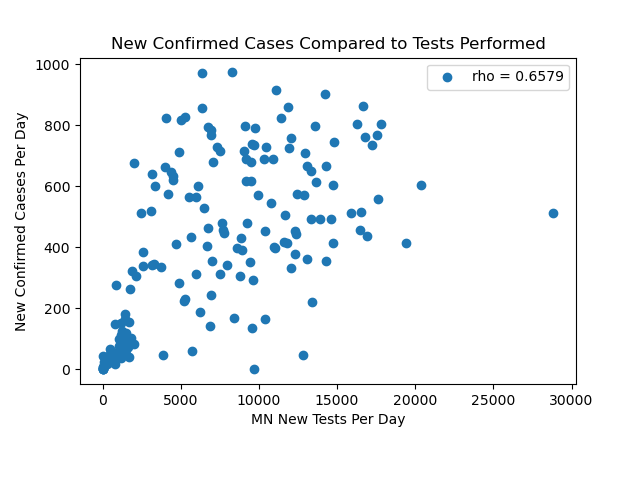 New Confirmed Cases Compared to Tests Performed
rho = 0.6579
New Confirmed Caeses Per Day
1000
800
600
400
200
0
0 5000 10000 15000 20000 25000 30000
MN New Tests Per Day